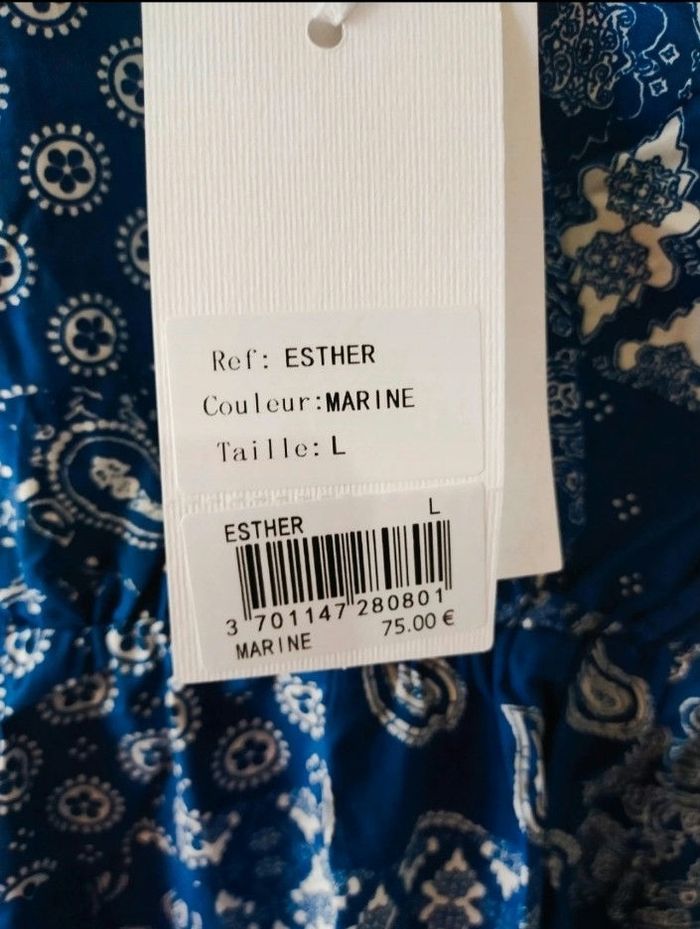 Ref: ESTHER
Couleur:MARINE
Taille: L
ESTHER L
3 701147 280801
MARINE 75.00 €